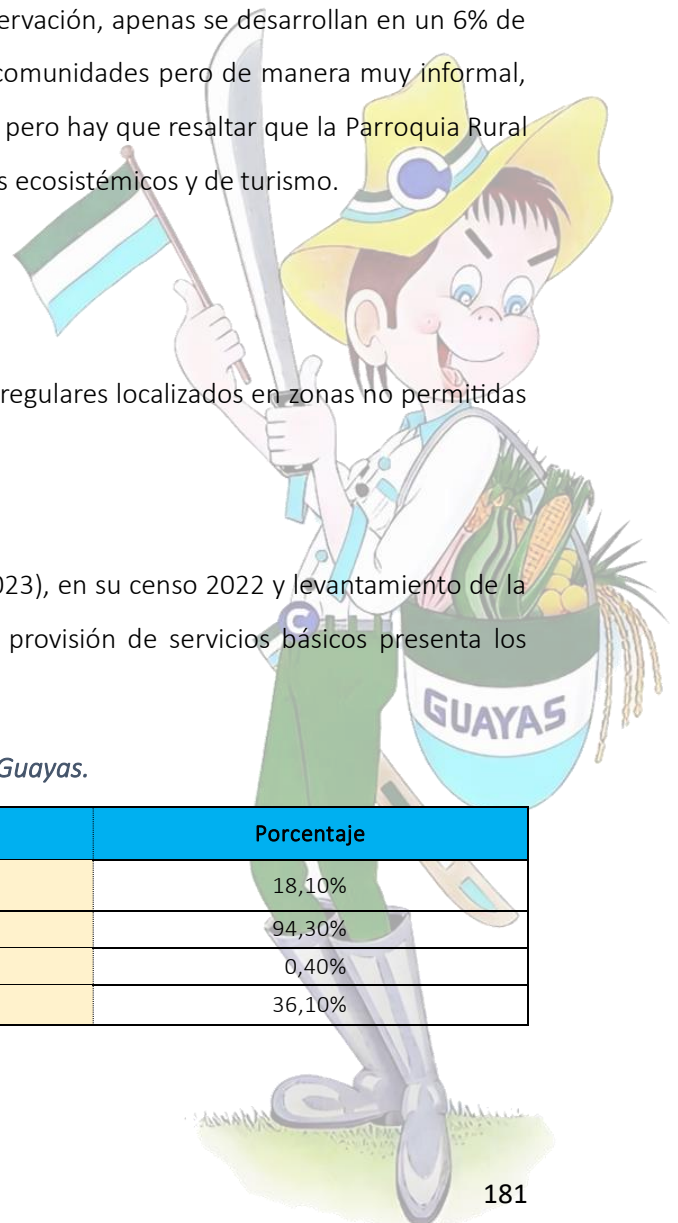 ervación, apenas se desarrollan en un 6% de
comunidades pero de manera muy informal,
pero hay que resaltar que la Parroquia Rural
s ecosistémicos y de turismo.
regulares localizados en zonas no permitidas
023), en su censo 2022 y levantamiento de la
provisión de servicios básicos presenta los
GUAYAS
Guayas.
Porcentaje
18,10%
94,30%
0,40%
36,10%
181